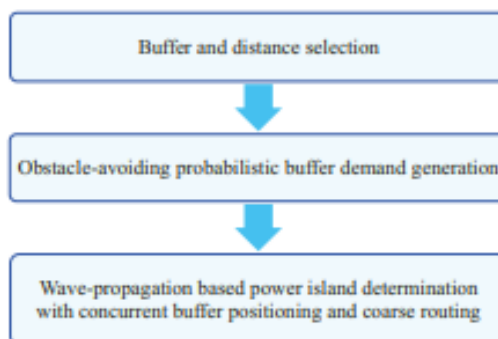 Buffer and distance selection
Obstacle-avoiding probabilistic buffer demand generation
Wave-propagation based power island determination
with concurrent buffer positioning and coarse routing